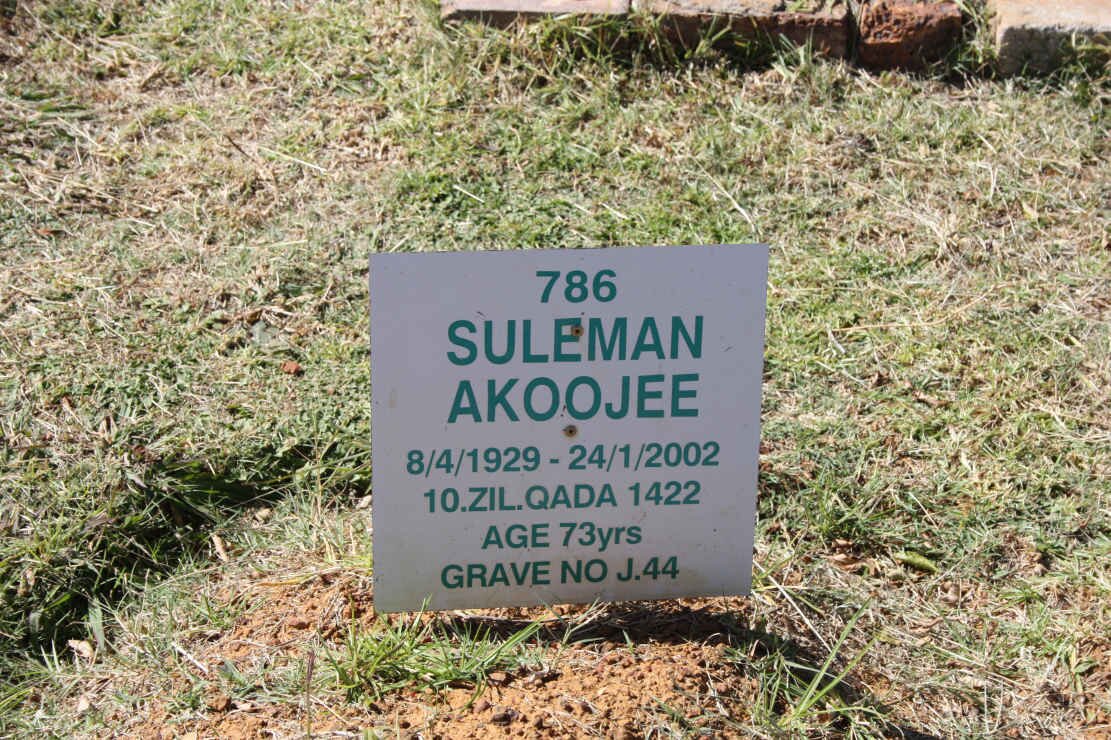 786
SULEMAN
AKOOJEE
8/4/1929 - 24/1/2002
10.ZIL.QADA 1422
AGE 73yrs
GRAVE NO J.44